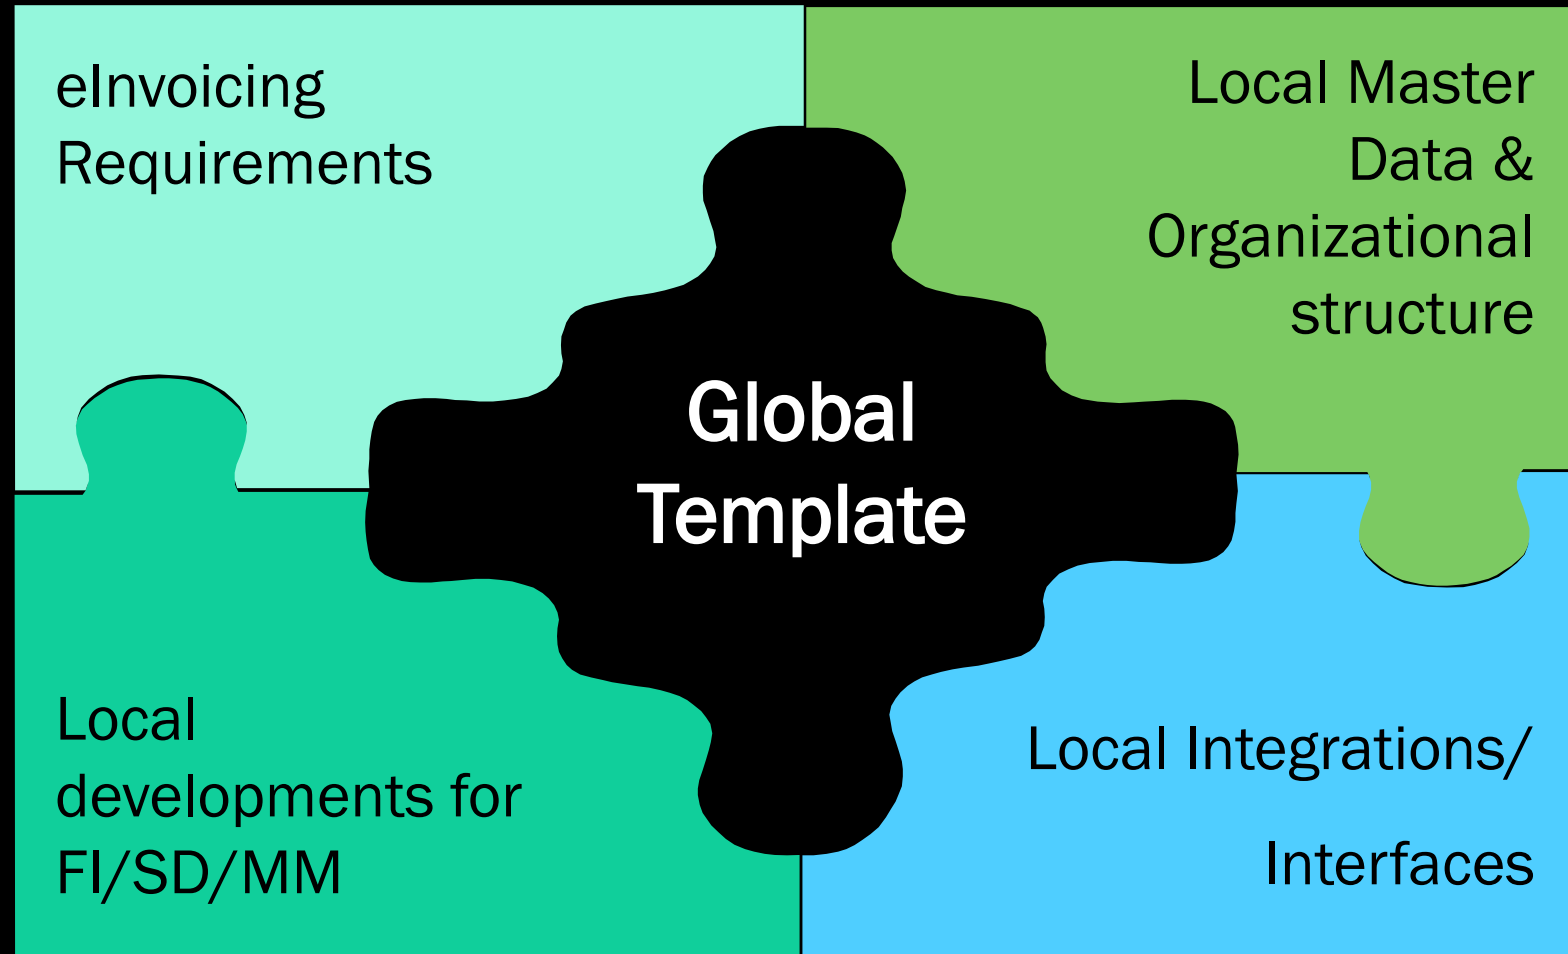 eInvoicing
Requirements
Local Master
Data &
Organizational
structure
Global
Template
Local
developments for
FI/SD/MM
Local Integrations/
Interfaces